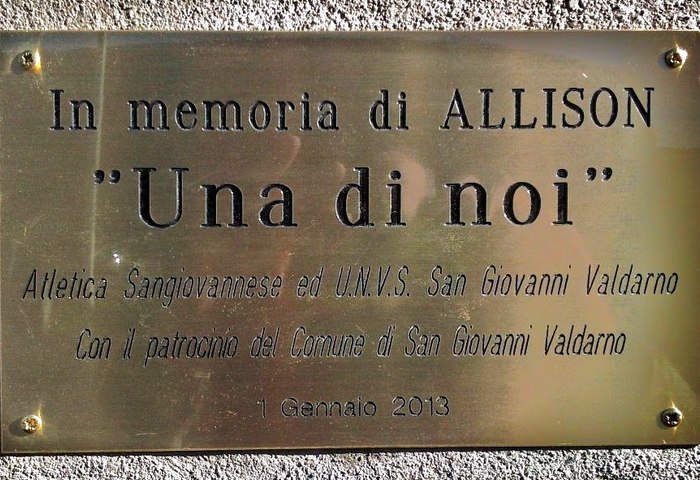 In memoria di ALLISON
"Una di noi"
Atletica Sangiovannese ed U.N.V.S. San Giovanni Valdarno
Con il patrocinio del Comune di San Giovanni Valdarno
1 Gennaio 2013